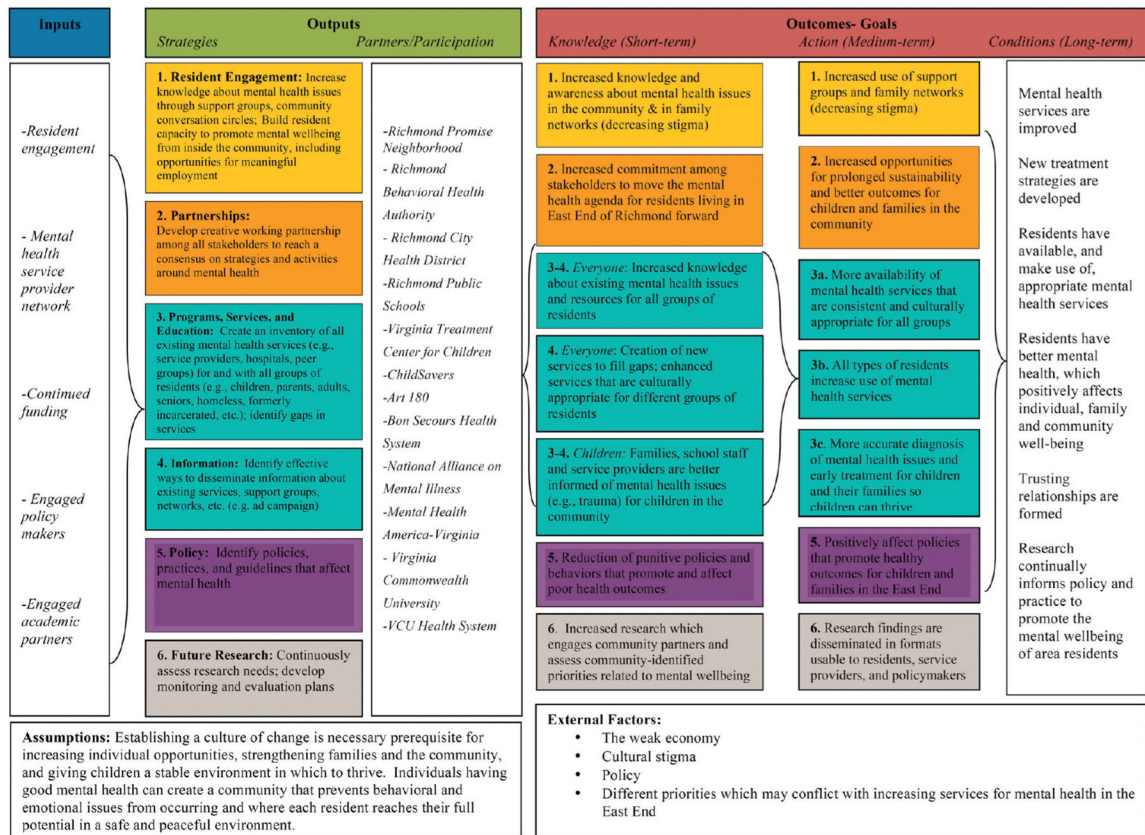 Inputs
Outputs
Strategies
Partners/Participation
Outcomes- Goals
Knowledge (Short-term)
Action (Medium-term)
Conditions (Long-term)
-Resident
engagement
- Mental
health
service
provider
network
-Continued
funding
- Engaged
policy
makers
-Engaged
academic
partners
1. Resident Engagement: Increase
knowledge about mental health issues
through support groups, community
conversation circles; Build resident
capacity to promote mental wellbeing
from inside the community, including
opportunities for meaningful
employment
2. Partnerships:
Develop creative working partnership
among all stakeholders to reach a
consensus on strategies and activities
around mental health
3. Programs, Services, and
Education: Create an inventory of all
existing mental health services (e.g.,
service providers, hospitals, peer
groups) for and with all groups of
residents (e.g., children, parents, adults,
seniors, homeless, formerly
incarcerated, etc.); identify gaps in
services
4. Information: Identify effective
ways to disseminate information about
existing services, support groups,
networks, etc. (e.g. ad campaign)
5. Policy: Identify policies,
practices, and guidelines that affect
mental health
6. Future Research: Continuously
assess research needs; develop
monitoring and evaluation plans
-Richmond Promise
Neighborhood
- Richmond
Behavioral Health
Authority
- Richmond City
Health District
-Richmond Public
Schools
-Virginia Treatment
Center for Children
-ChildSavers
-Art 180
-Bon Secours Health
System
-National Alliance on
Mental Illness
-Mental Health
America-Virginia
- Virginia
Commonwealth
University
-VCU Health System
1. Increased knowledge and
awareness about mental health issues
in the community & in family
networks (decreasing stigma)
2. Increased commitment among
stakeholders to move the mental
health agenda for residents living in
East End of Richmond forward
3-4. Everyone: Increased knowledge
about existing mental health issues
and resources for all groups of
residents
4. Everyone: Creation of new
services to fill gaps; enhanced
services that are culturally
appropriate for different groups of
residents
3-4. Children: Families, school staff
and service providers are better
informed of mental health issues
(e.g., trauma) for children in the
community
5. Reduction of punitive policies and
behaviors that promote and affect
poor health outcomes
6. Increased research which
engages community partners and
assess community-identified
priorities related to mental wellbeing
1. Increased use of support
groups and family networks
(decreasing stigma)
2. Increased opportunities
for prolonged sustainability
and better outcomes for
children and families in the
community
3a. More availability of
mental health services that
are consistent and culturally
appropriate for all groups
3b. All types of residents
increase use of mental
health services
3c. More accurate diagnosis
of mental health issues and
early treatment for children
and their families so
children can thrive
5. Positively affect policies
that promote healthy
outcomes for children and
families in the East End
6. Research findings are
disseminated in formats
usable to residents, service
providers, and policymakers
Mental health
services are
improved
New treatment
strategies are
developed
Residents have
available, and
make use of,
appropriate mental
health services
Residents have
better mental
health, which
positively affects
individual, family
and community
well-being
Trusting
relationships are
formed
Research
continually
informs policy and
practice to
promote the
mental wellbeing
of area residents
Assumptions: Establishing a culture of change is necessary prerequisite for
increasing individual opportunities, strengthening families and the community,
and giving children a stable environment in which to thrive. Individuals having
good mental health can create a community that prevents behavioral and
emotional issues from occurring and where each resident reaches their full
potential in a safe and peaceful environment.
External Factors:
• The weak economy
• Cultural stigma
• Policy
• Different priorities which may conflict with increasing services for mental health in the
East End